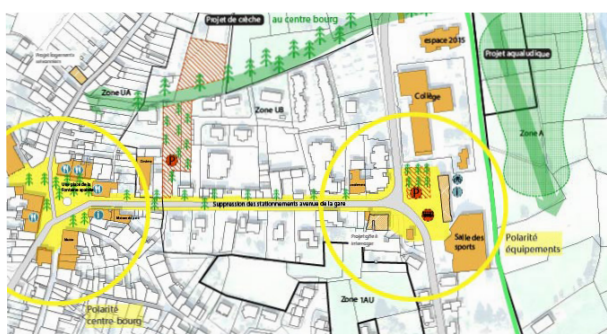 Projet de crèche au centre bourg
espace 2015
Projet aqualudique
Zone UA
Zone UB
Collège
Zone A
P
P
Suppression des stationnements avenue de la gare
Salle des
sports
Polarité
équipements
Zone 1AU
Polarité
centre-bourg